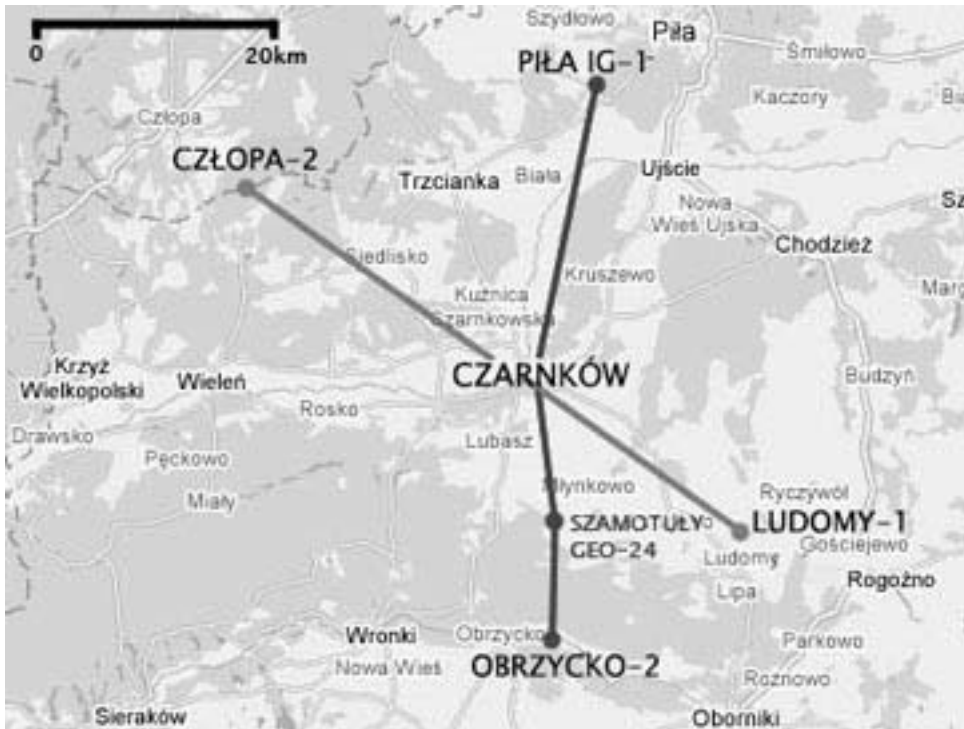 Szydłowo
Piła
0
20km
PIŁA IG-1
Śmiłowo
Kaczory
Człopa
CZŁOPA-2
Trzcianka
Biała
Ujście
Nowa
Wieś Ujska
Chodzież
Siedlisko
Kruszewo
Kuźnica
Czarnkowska
Krzyż
Wielkopolski
Wieleń
CZARNKÓW
Budzyń
Rosko
Drawsko
Lubasz
Pęckowo
Miały
Młynkowo
Ryczywół
SZAMOTUŁY
GEO-24
LUDOMY-1
Ludomy
Gościejewo
Lipa
Rogoźno
Wronki
Obrzycko
Parkowo
Nowa Wieś
OBRZYCKO-2
Rożnowo
Sieraków
Oborniki